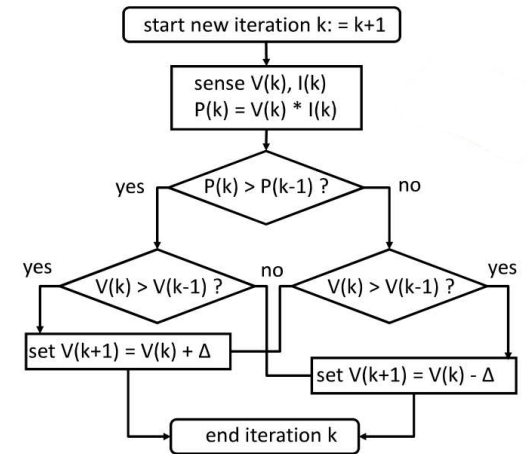 start new iteration k: = k+1
sense V(k), I(k)
P(k) = V(k) * I(k)
P(k) > P(k-1) ?
yes
no
yes
V(k) > V(k-1) ?
no
V(k) > V(k-1) ?
yes
set V(k+1) = V(k) + Δ
set V(k+1) = V(k) - Δ
end iteration k